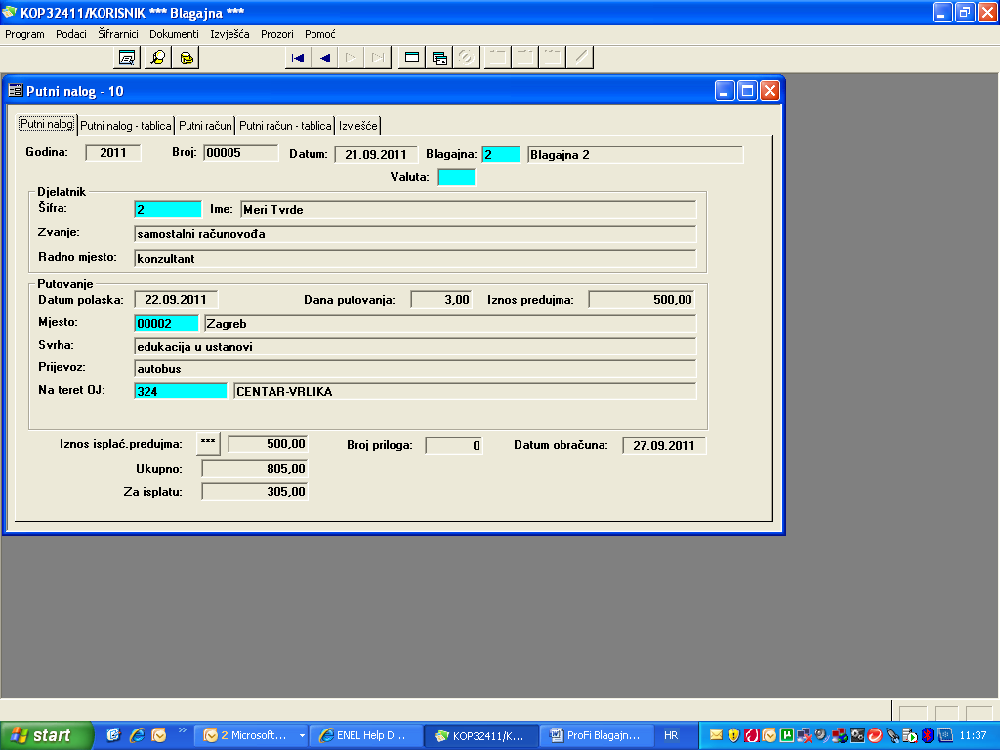 KOP32411/KORISNIK *** Blagajna ***
Program Podaci Šifrarnici Dokumenti Izvješća Prozori Pomoć
Putni nalog - 10
Putni nalog Putni nalog - tablica Putni račun Putni račun - tablica Izvješće
Godina: 2011 Broj: 00005 Datum: 21.09.2011 Blagajna: 2 Blagajna 2
Valuta:
Djelatnik
Šifra: 2 Ime: Meri Tvrde
Zvanje: samostalni računovođa
Radno mjesto: konzultant
Putovanje
Datum polaska: 22.09.2011 Dana putovanja: 3,00 Iznos predujma: 500,00
Mjesto: 00002 Zagreb
Svrha: edukacija u ustanovi
Prijevoz: autobus
Na teret OJ: 324 CENTAR-VRLIKA
Iznos isplać.predujma: *** 500,00 Broj priloga: 0 Datum obračuna: 27.09.2011
Ukupno: 805,00
Za isplatu: 305,00
start 2 Microsoft... ENEL Help D... KOP32411/K... ProFi Blagajn... HR 11:37